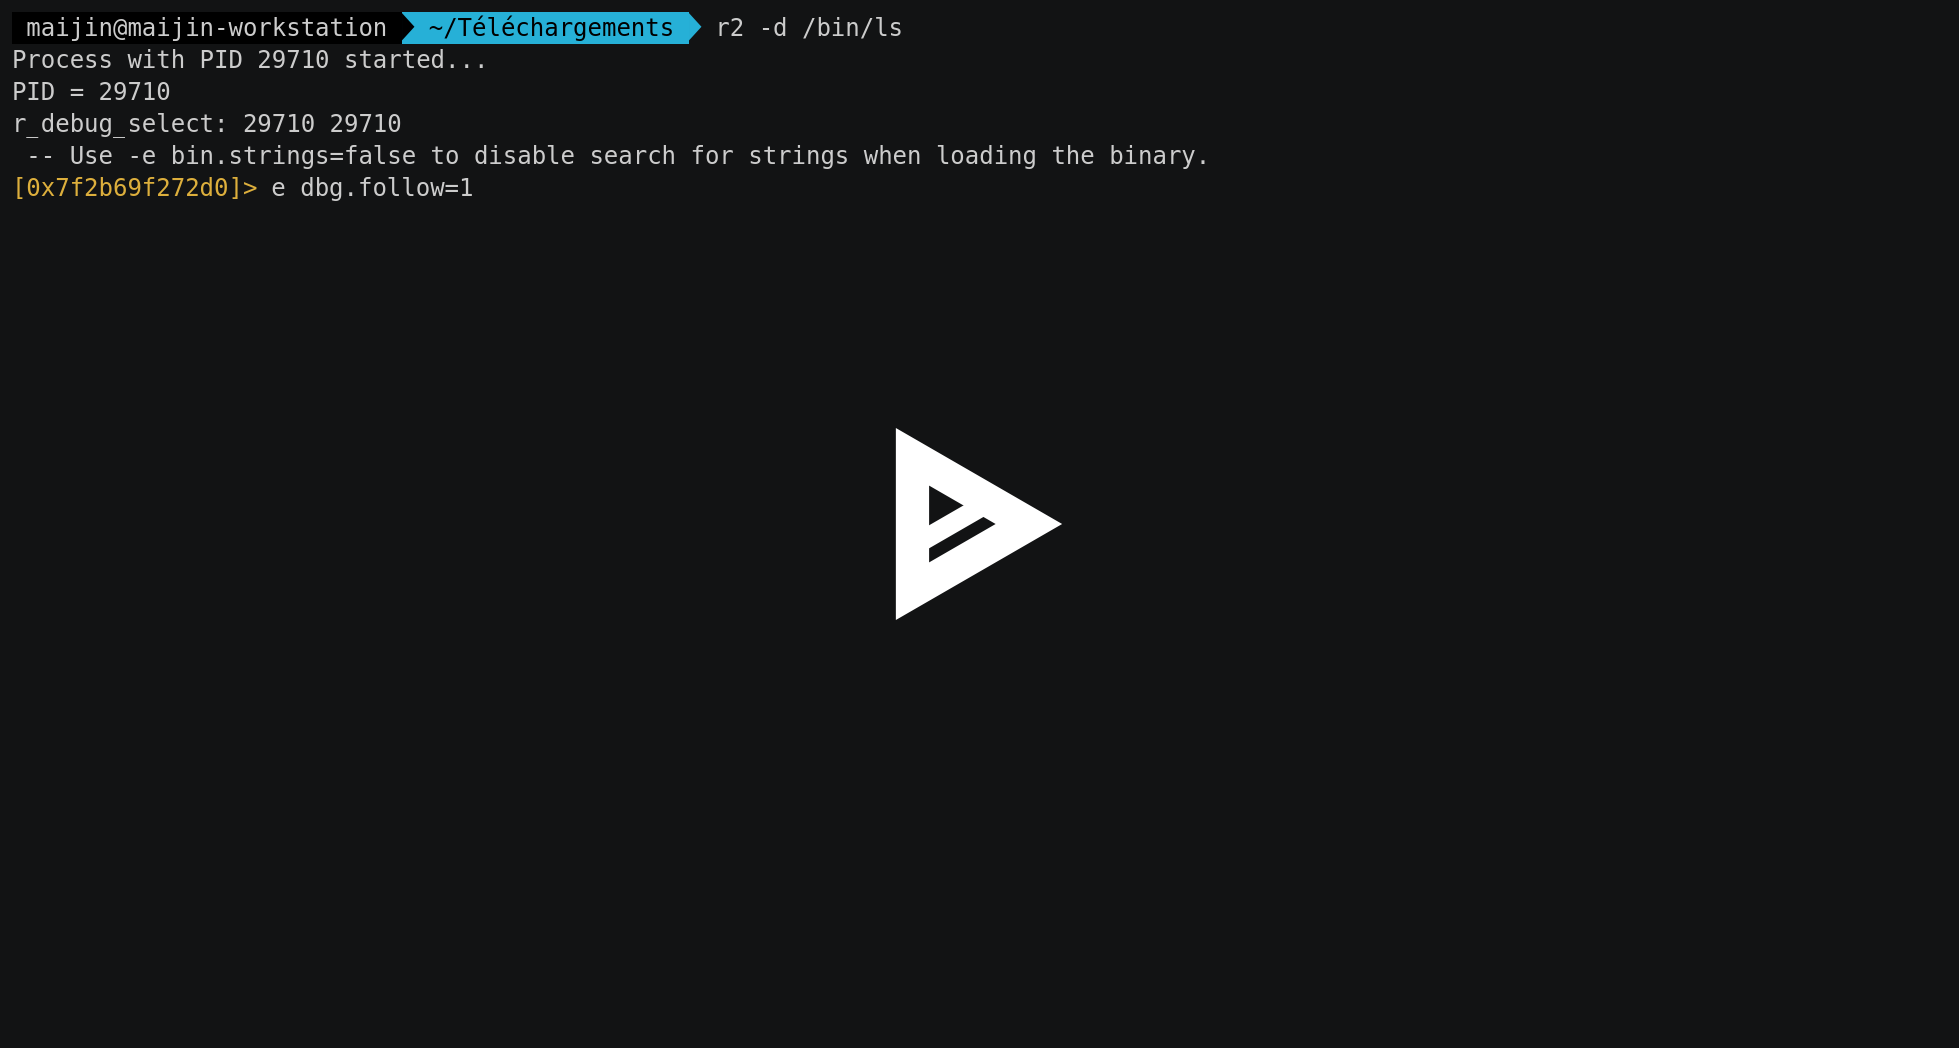 maijin@maijin-workstation ~/Téléchargements r2 -d /bin/ls
Process with PID 29710 started...
PID = 29710
r_debug_select: 29710 29710
-- Use -e bin.strings=false to disable search for strings when loading the binary.
[0x7f2b69f272d0]> e dbg.follow=1